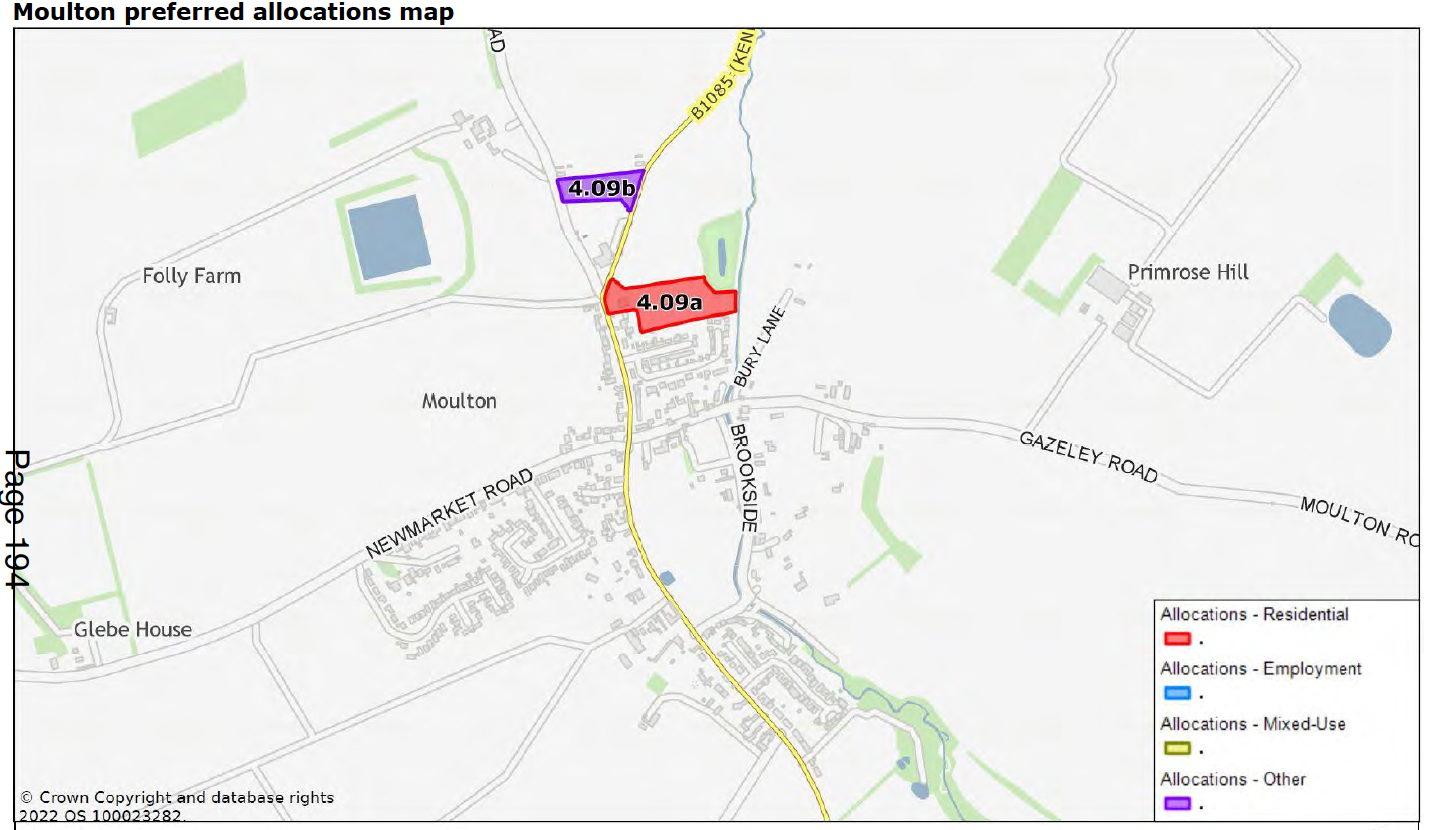 Moulton preferred allocations map
AD
B1085 (KEN
4.09b
Folly Farm
Primrose Hill
4.09a
BURY LANE
Moulton
BROOKSIDE
GAZELEY ROAD
NEWMARKET ROAD
MOULTON RO
Page 194
Glebe House
Allocations - Residential
.
Allocations - Employment
.
Allocations - Mixed-Use
.
Allocations - Other
.
© Crown Copyright and database rights
2022 OS 100023282.